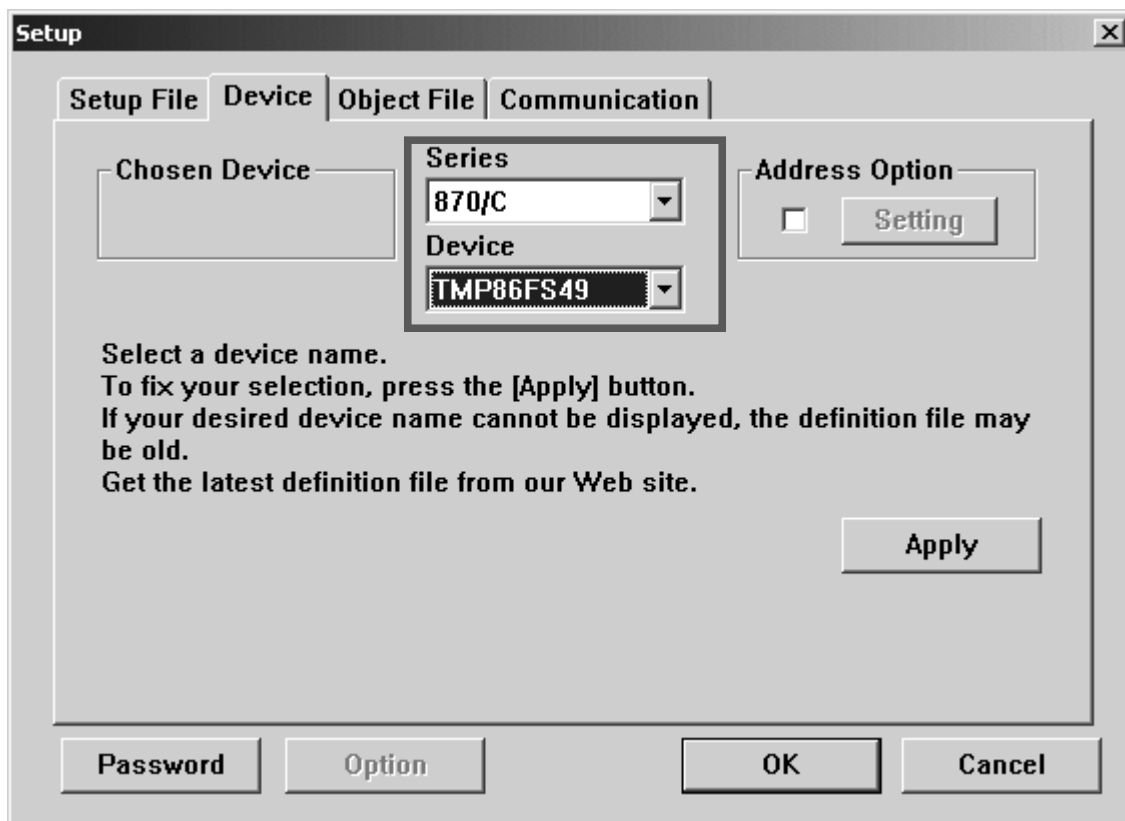 Setup
Setup File Device Object File Communication
Chosen Device
Series
870/C
Device
TMP86FS49
Address Option
Setting
Select a device name.
To fix your selection, press the [Apply] button.
If your desired device name cannot be displayed, the definition file may
be old.
Get the latest definition file from our Web site.
Apply
Password Option OK Cancel